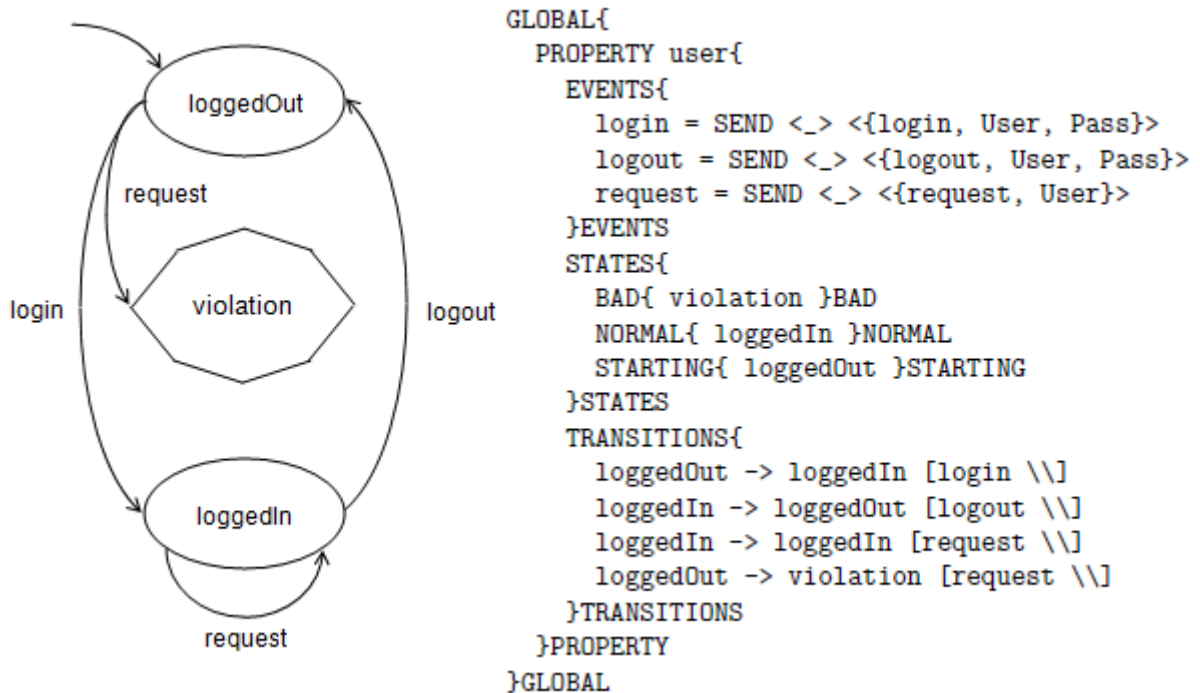 loggedOut
request
violation
login
logout
loggedIn
request
GLOBAL{
  PROPERTY user{
    EVENTS{
      login = SEND <_> <{login, User, Pass}>
      logout = SEND <_> <{logout, User, Pass}>
      request = SEND <_> <{request, User}>
    }EVENTS
    STATES{
      BAD{ violation }BAD
      NORMAL{ loggedIn }NORMAL
      STARTING{ loggedOut }STARTING
    }STATES
    TRANSITIONS{
      loggedOut -> loggedIn [login \\]
      loggedIn -> loggedOut [logout \\]
      loggedIn -> loggedIn [request \\]
      loggedOut -> violation [request \\]
    }TRANSITIONS
  }PROPERTY
}GLOBAL